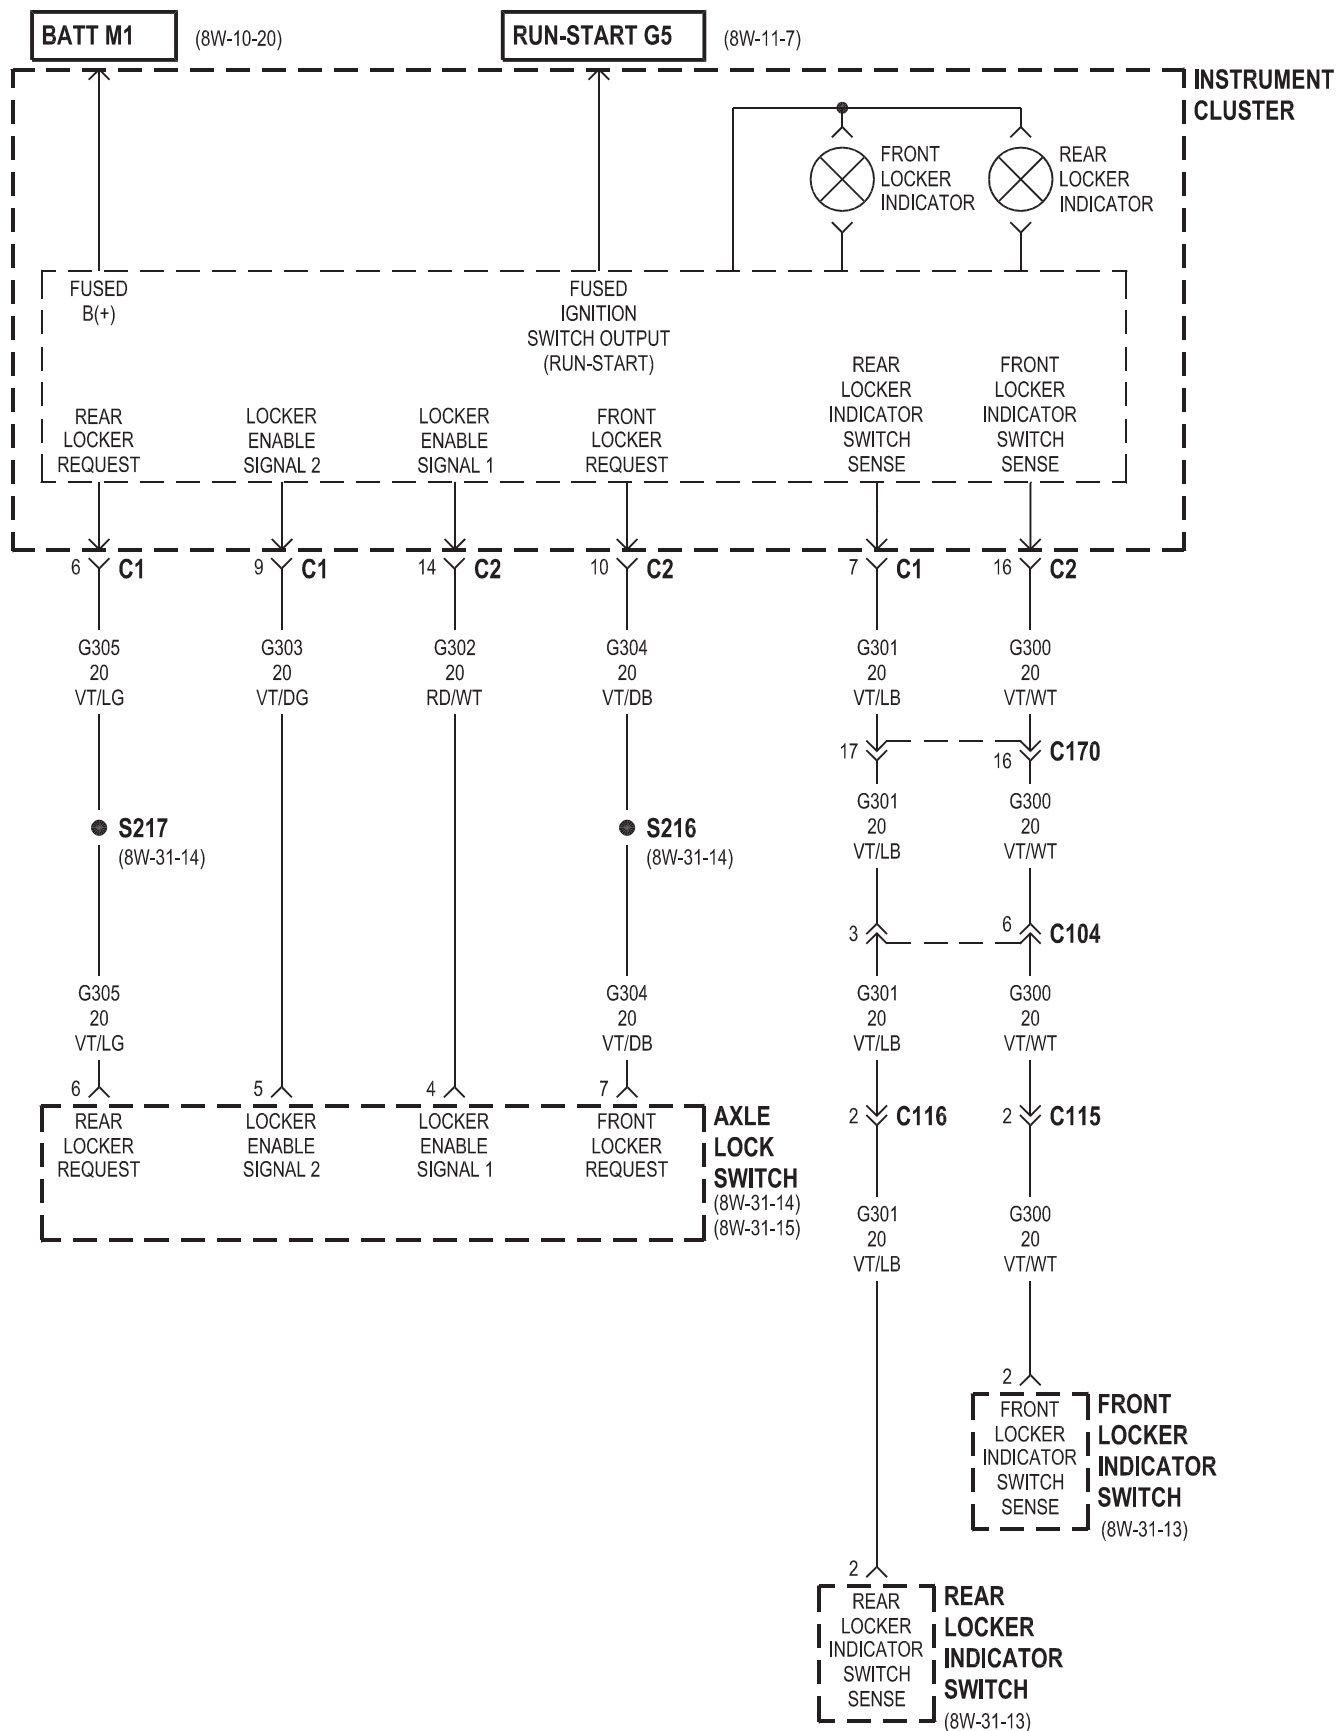 BATT M1
(8W-10-20)
RUN-START G5
(8W-11-7)
INSTRUMENT
CLUSTER
FRONT
LOCKER
INDICATOR
REAR
LOCKER
INDICATOR
FUSED
B(+)
FUSED
IGNITION
SWITCH OUTPUT
(RUN-START)
REAR
LOCKER
REQUEST
LOCKER
ENABLE
SIGNAL 2
LOCKER
ENABLE
SIGNAL 1
FRONT
LOCKER
REQUEST
REAR
LOCKER
INDICATOR
SWITCH
SENSE
FRONT
LOCKER
INDICATOR
SWITCH
SENSE
6 C1
9 C1
14 C2
10 C2
7 C1
16 C2
G305
20
VT/LG
G303
20
VT/DG
G302
20
RD/WT
G304
20
VT/DB
G301
20
VT/LB
G300
20
VT/WT
17
16
C170
G301
20
VT/LB
G300
20
VT/WT
S217
(8W-31-14)
S216
(8W-31-14)
3
6
C104
G305
20
VT/LG
G304
20
VT/DB
G301
20
VT/LB
G300
20
VT/WT
6
5
4
7
REAR
LOCKER
REQUEST
LOCKER
ENABLE
SIGNAL 2
LOCKER
ENABLE
SIGNAL 1
FRONT
LOCKER
REQUEST
AXLE
LOCK
SWITCH
(8W-31-14)
(8W-31-15)
2 C116
2 C115
G301
20
VT/LB
G300
20
VT/WT
2
FRONT
LOCKER
INDICATOR
SWITCH
SENSE
FRONT
LOCKER
INDICATOR
SWITCH
(8W-31-13)
2
REAR
LOCKER
INDICATOR
SWITCH
SENSE
REAR
LOCKER
INDICATOR
SWITCH
(8W-31-13)